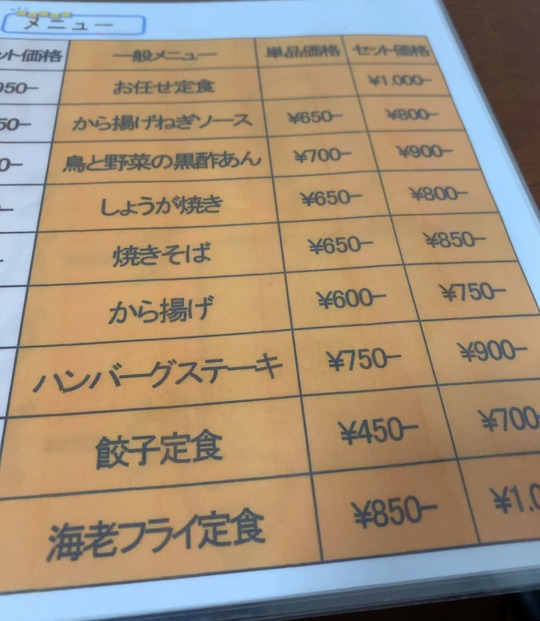 メニュー
ット価格 一般メニュー 単品価格 セット価格
950- お任せ定食 ¥1,000-
50- から揚げねぎソース ¥650- ¥800-
0- 鳥と野菜の黒酢あん ¥700- ¥900-
- しょうが焼き ¥650- ¥800-
- 焼きそば ¥650- ¥850-
から揚げ ¥600- ¥750-
ハンバーグステーキ ¥750- ¥900-
餃子定食 ¥450- ¥700
海老フライ定食 ¥850- ¥1.0